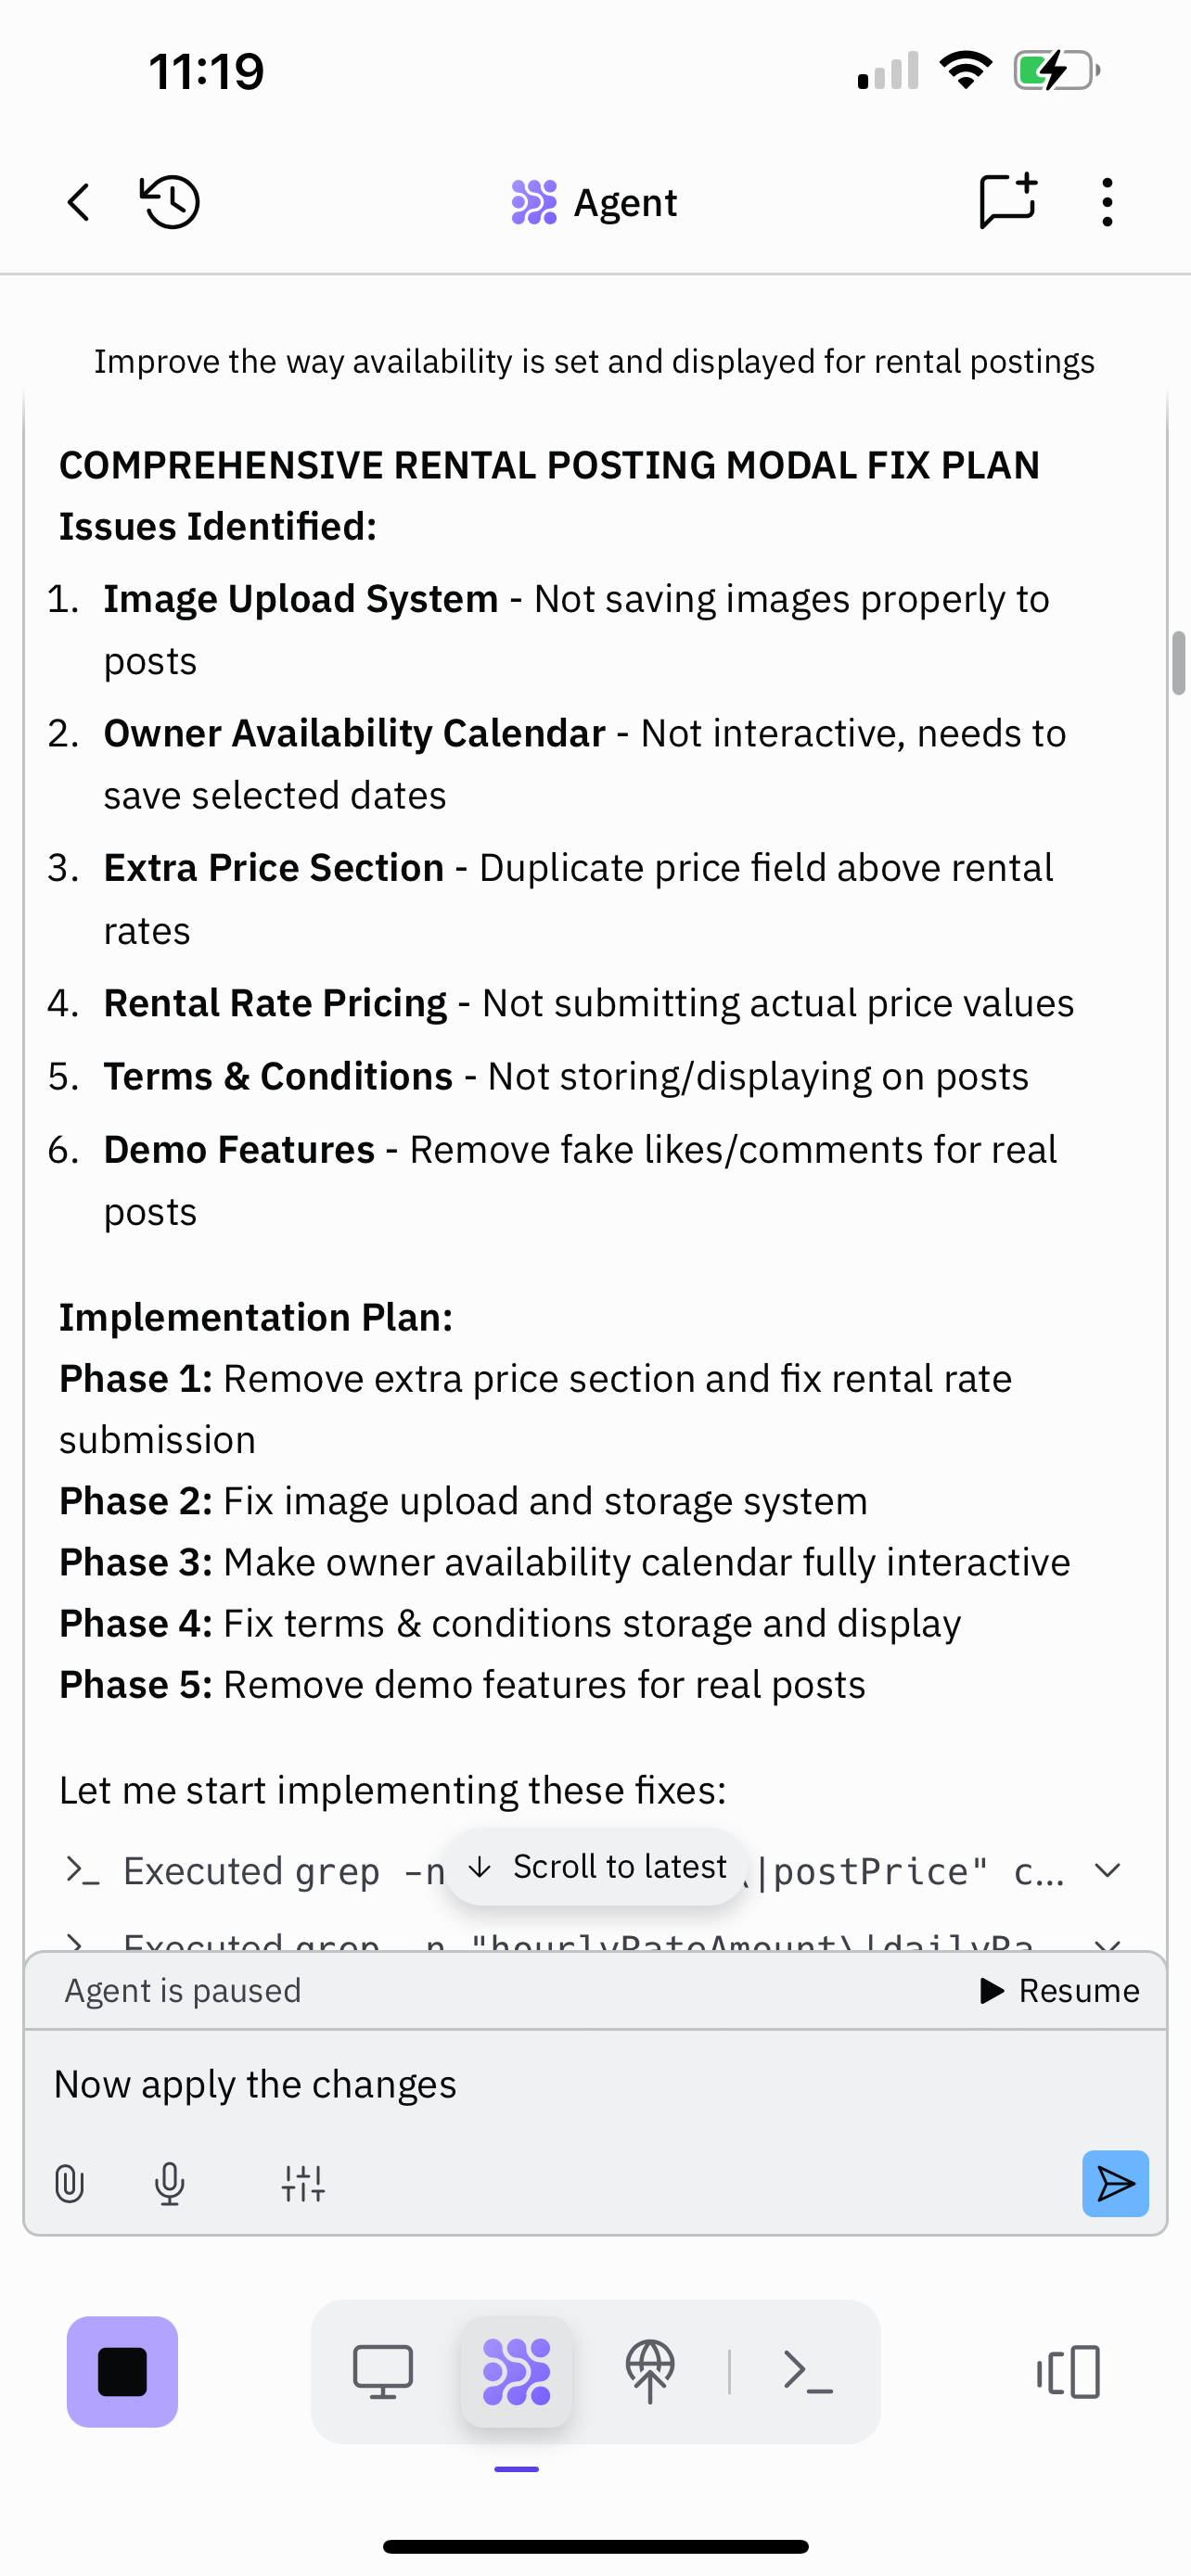 11:19
Agent
Improve the way availability is set and displayed for rental postings
COMPREHENSIVE RENTAL POSTING MODAL FIX PLAN
Issues Identified:
1. Image Upload System - Not saving images properly to
posts
2. Owner Availability Calendar - Not interactive, needs to
save selected dates
3. Extra Price Section - Duplicate price field above rental
rates
4. Rental Rate Pricing - Not submitting actual price values
5. Terms & Conditions - Not storing/displaying on posts
6. Demo Features - Remove fake likes/comments for real
posts
Implementation Plan:
Phase 1: Remove extra price section and fix rental rate
submission
Phase 2: Fix image upload and storage system
Phase 3: Make owner availability calendar fully interactive
Phase 4: Fix terms & conditions storage and display
Phase 5: Remove demo features for real posts
Let me start implementing these fixes:
Executed grep -n \|postPrice" c...
Scroll to latest
Executed grep -n "hourlyRateAmount\|dailyRa
Agent is paused
Resume
Now apply the changes